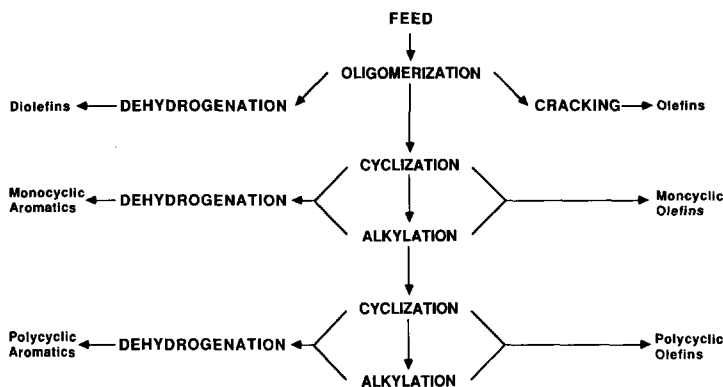 FEED
OLIGOMERIZATION
Diolefins
DEHYDROGENATION
CRACKING
Olefins
CYCLIZATION
Monocyclic
Aromatics
DEHYDROGENATION
Moncyclic
Olefins
ALKYLATION
CYCLIZATION
Polycyclic
Aromatics
DEHYDROGENATION
Polycyclic
Olefins
ALKYLATION